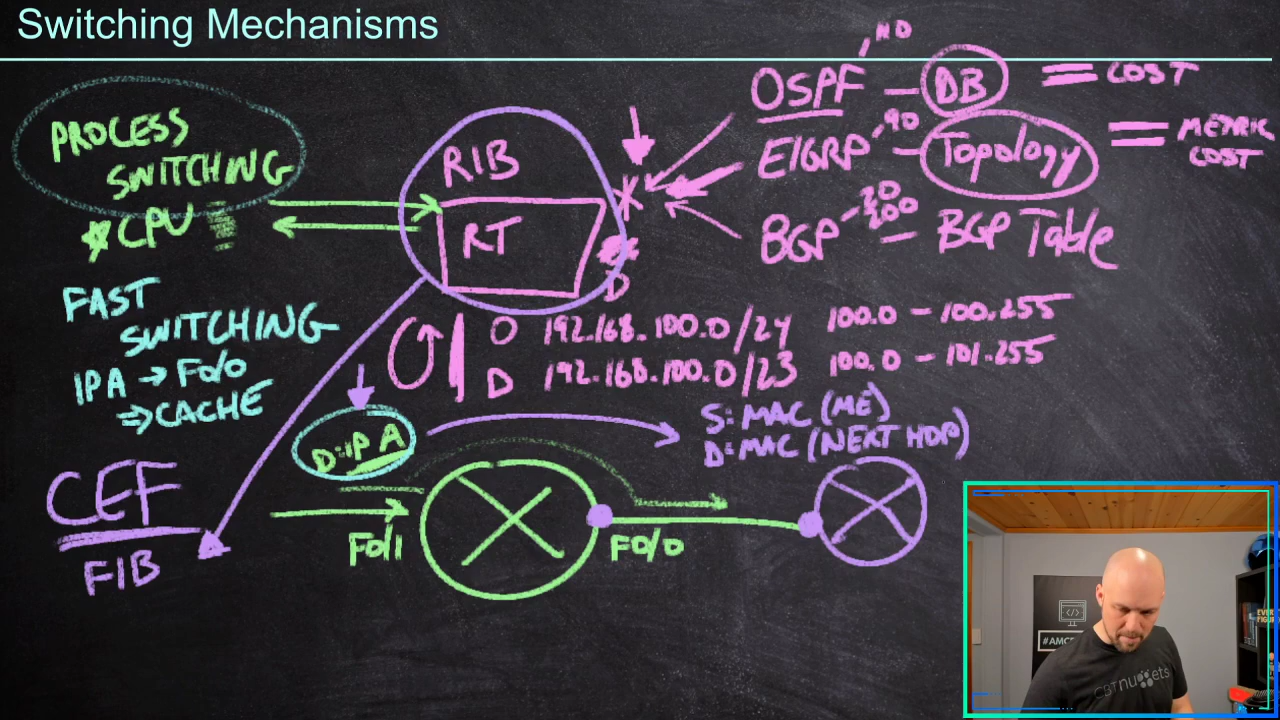 Switching Mechanisms
PROCESS
SWITCHING
CPU
FAST
SWITCHING
IPA → F0/0
⇒ CACHE
CEF
FIB
RIB
RT
OSPF - DB = COST
EIGRP -90 - Topology = METRIC
COST
BGP -20
200 - BGP Table
D
O 192.168.100.0/24 100.0 - 100.255
D 192.168.100.0/23 100.0 - 101.255
D:IP A
S: MAC (ME)
D: MAC (NEXT HOP)
F0/1
F0/0
#AMC
CBTnuggets